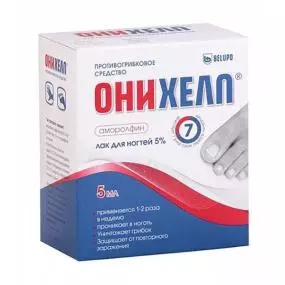 BELUPO
ПРОТИВОГРИБКОВОЕ
СРЕДСТВО
ОНИХЕЛП®
аморолфин
лак для ногтей 5%
7
5 МЛ
применяется 1-2 раза
в неделю
проникает в ноготь
Уничтожает грибок
Защищает от повторного
заражения